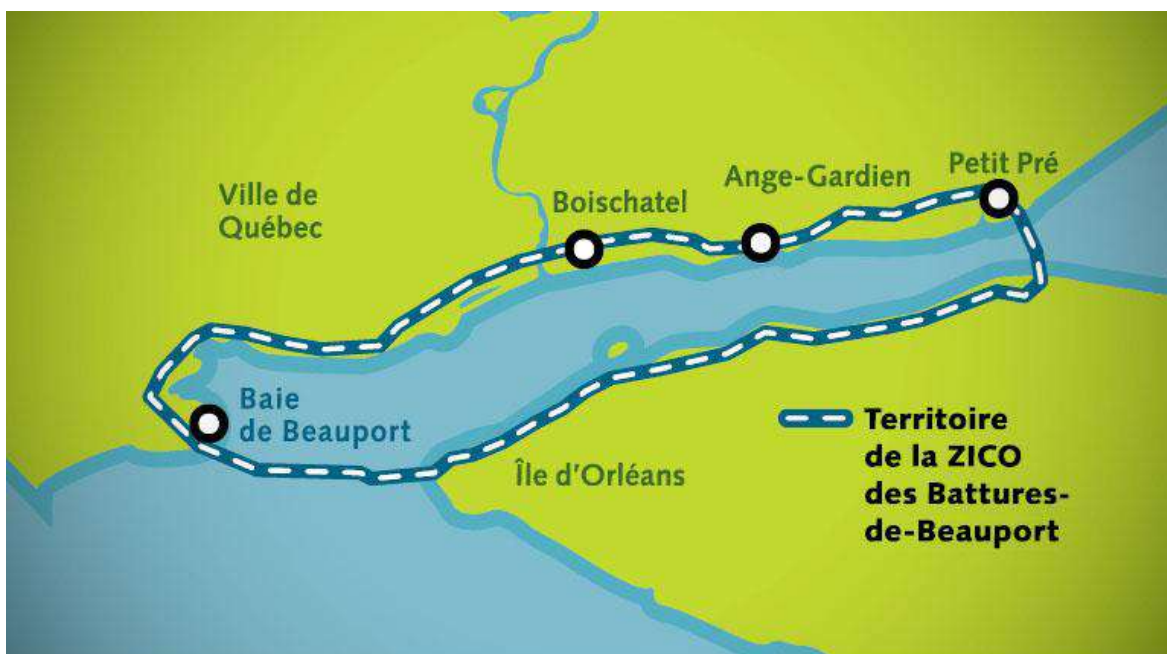 Ville de
Québec
Boischatel
Ange-Gardien
Petit Pré
Baie
de Beauport
Île d'Orléans
Territoire
de la ZICO
des Battures-
de-Beauport